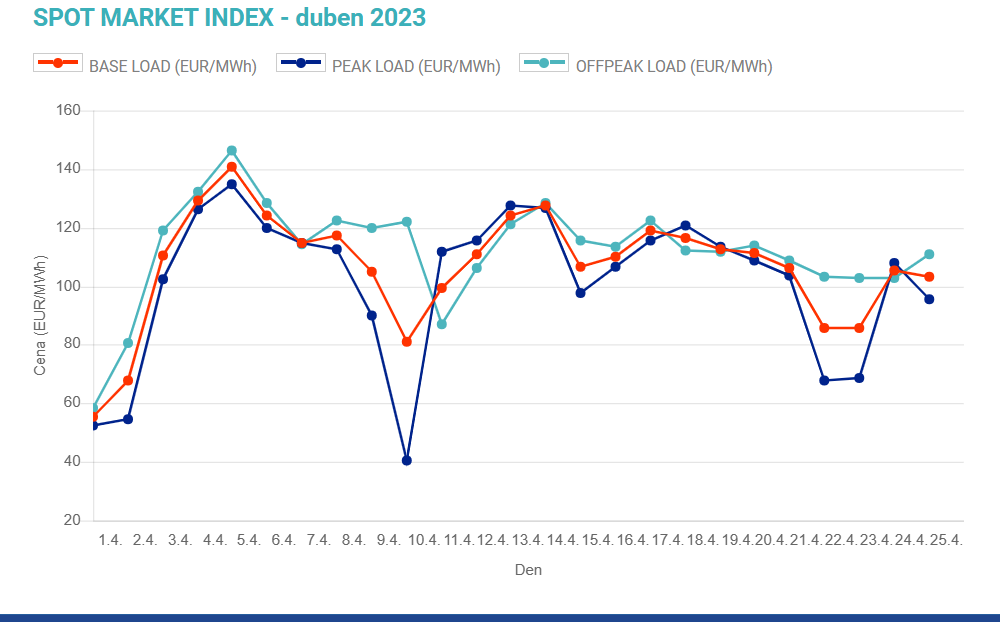 SPOT MARKET INDEX - duben 2023
BASE LOAD (EUR/MWh) PEAK LOAD (EUR/MWh) OFFPEAK LOAD (EUR/MWh)
160
140
120
100
80
60
40
20
Cena (EUR/MWh)
1.4. 2.4. 3.4. 4.4. 5.4. 6.4. 7.4. 8.4. 9.4. 10.4. 11.4. 12.4. 13.4. 14.4. 15.4. 16.4. 17.4. 18.4. 19.4. 20.4. 21.4. 22.4. 23.4. 24.4. 25.4.
Den